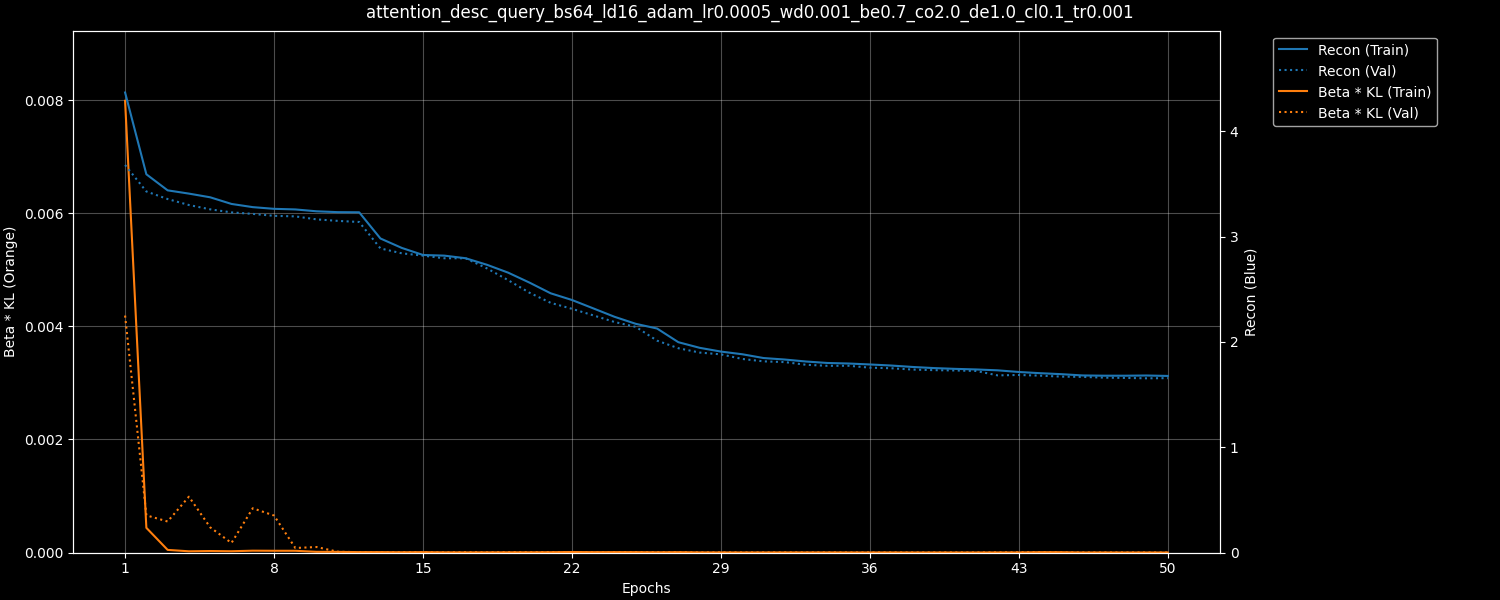 attention_desc_query_bs64_ld16_adam_lr0.0005_wd0.001_be0.7_co2.0_de1.0_cl0.1_tr0.001
Recon (Train)
Recon (Val)
Beta * KL (Train)
Beta * KL (Val)
Beta * KL (Orange)
0.008
0.006
0.004
0.002
0.000
4
3
2
1
0
Recon (Blue)
1 8 15 22 29 36 43 50
Epochs